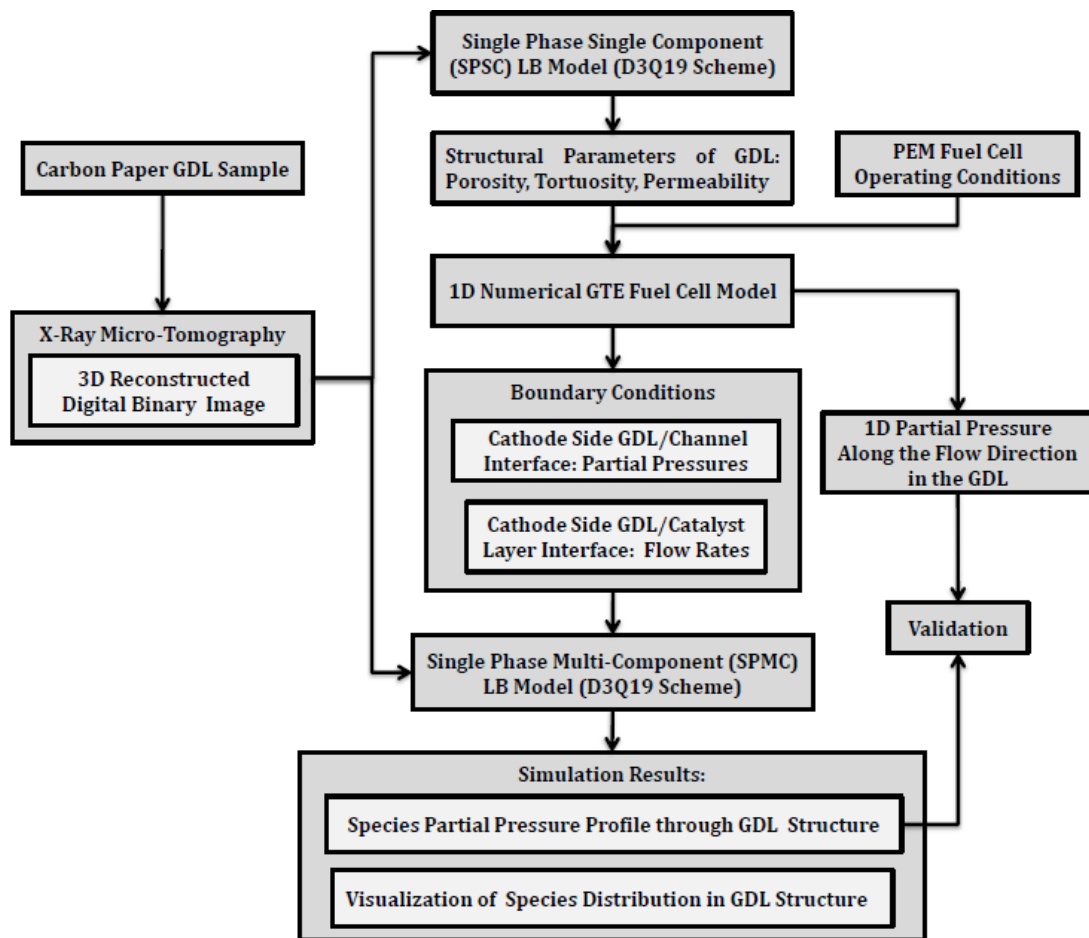 Single Phase Single Component
(SPSC) LB Model (D3Q19 Scheme)
Carbon Paper GDL Sample
Structural Parameters of GDL:
Porosity, Tortuosity, Permeability
PEM Fuel Cell
Operating Conditions
1D Numerical GTE Fuel Cell Model
X-Ray Micro-Tomography
3D Reconstructed
Digital Binary Image
Boundary Conditions
Cathode Side GDL/Channel
Interface: Partial Pressures
Cathode Side GDL/Catalyst
Layer Interface: Flow Rates
1D Partial Pressure
Along the Flow Direction
in the GDL
Validation
Single Phase Multi-Component (SPMC)
LB Model (D3Q19 Scheme)
Simulation Results:
Species Partial Pressure Profile through GDL Structure
Visualization of Species Distribution in GDL Structure